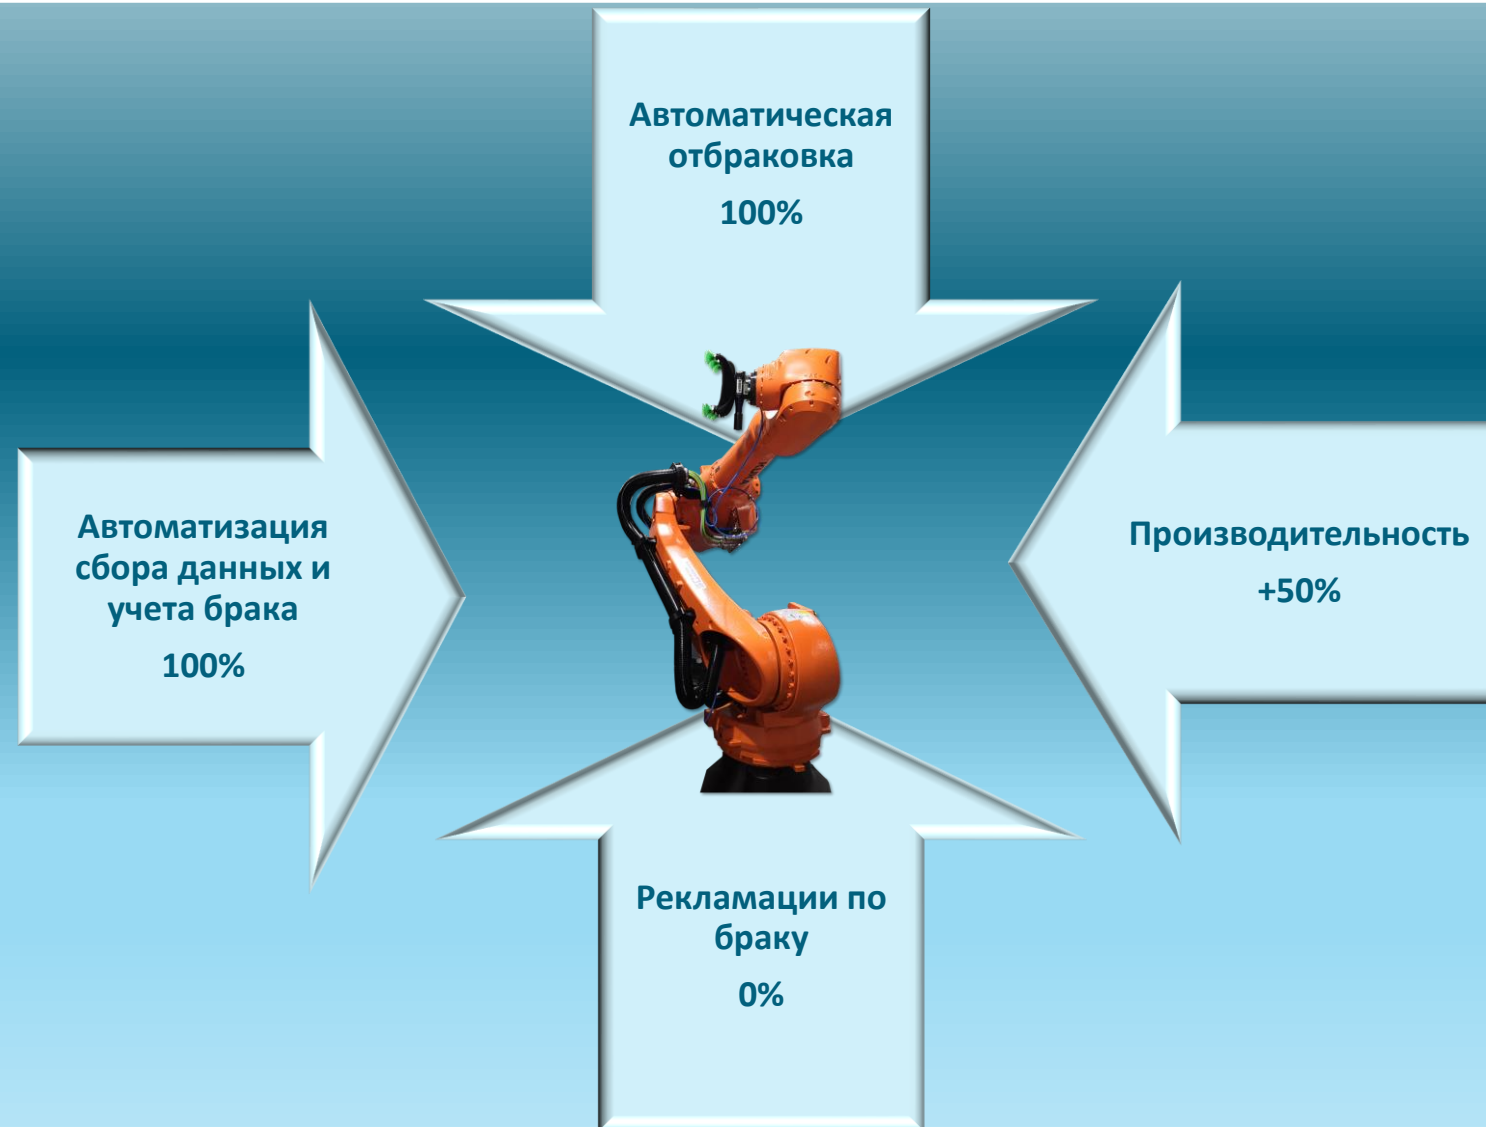 Автоматическая
отбраковка
100%
Автоматизация
сбора данных и
учета брака
100%
Производительность
+50%
Рекламации по
браку
0%